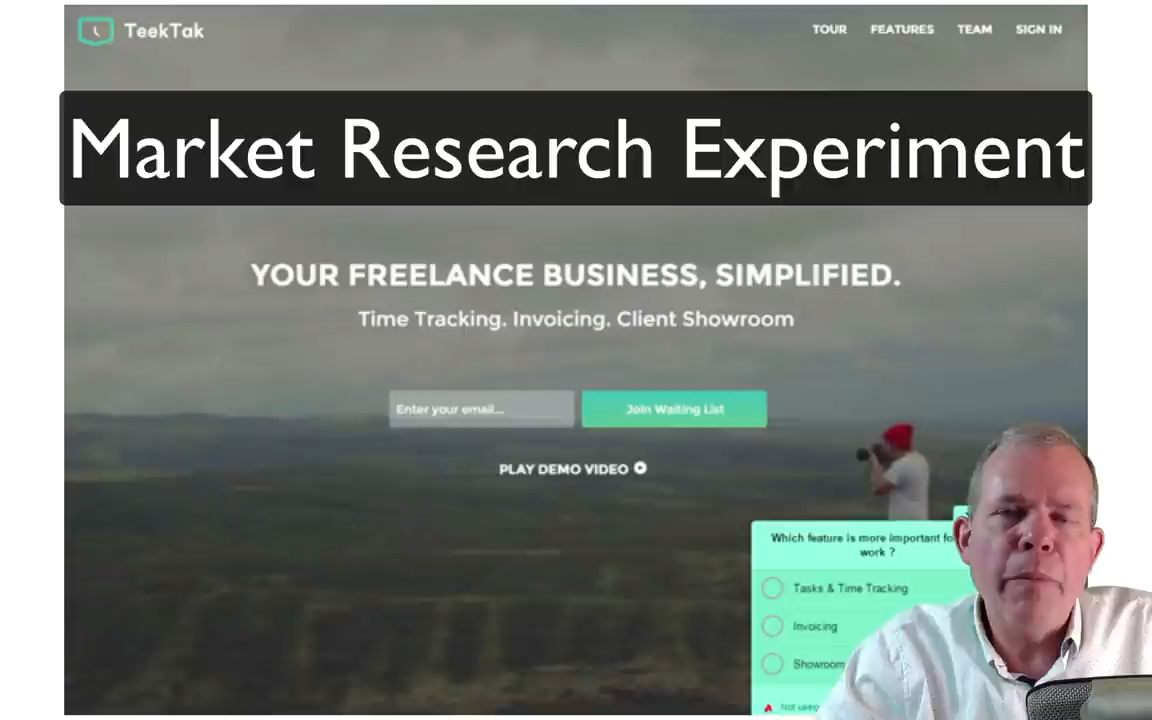 TeekTak
TOUR FEATURES TEAM SIGN IN
Market Research Experiment
YOUR FREELANCE BUSINESS, SIMPLIFIED.
Time Tracking. Invoicing. Client Showroom
Enter your email... Join Waiting List
PLAY DEMO VIDEO
Which feature is more important
work ?
Tasks & Time Tracking
Invoicing
Showroom
Not